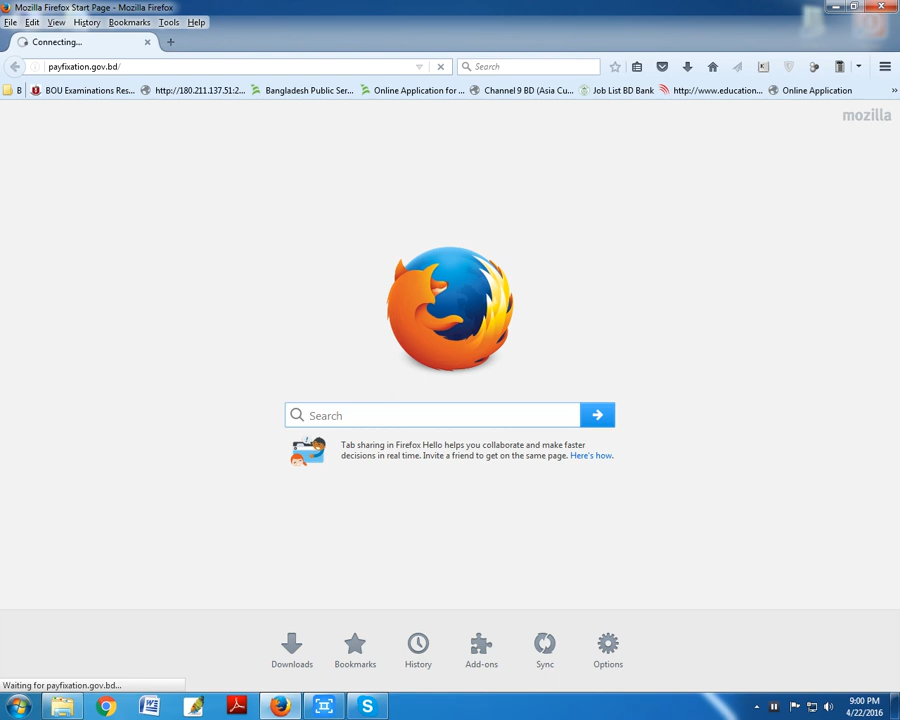 Mozilla Firefox Start Page - Mozilla Firefox
File Edit View History Bookmarks Tools Help
Connecting...
payfixation.gov.bd/
Search
B
BOU Examinations Res...
http://180.211.137.51:2...
Bangladesh Public Ser...
Online Application for ...
Channel 9 BD (Asia Cu...
Job List BD Bank
http://www.education...
Online Application
mozilla
Search
Tab sharing in Firefox Hello helps you collaborate and make faster
decisions in real time. Invite a friend to get on the same page. Here's how.
Downloads Bookmarks History Add-ons Sync Options
Waiting for payfixation.gov.bd...
9:00 PM
4/22/2016